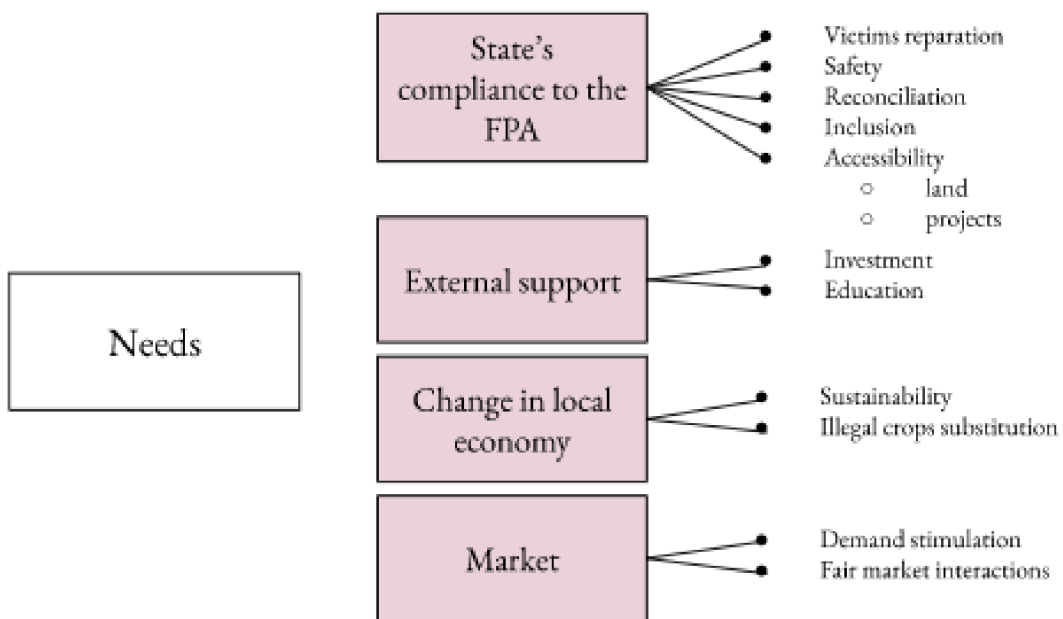 State's
compliance to the
FPA
Victims reparation
Safety
Reconciliation
Inclusion
Accessibility
land
projects
Needs
External support
Investment
Education
Change in local
economy
Sustainability
Illegal crops substitution
Market
Demand stimulation
Fair market interactions